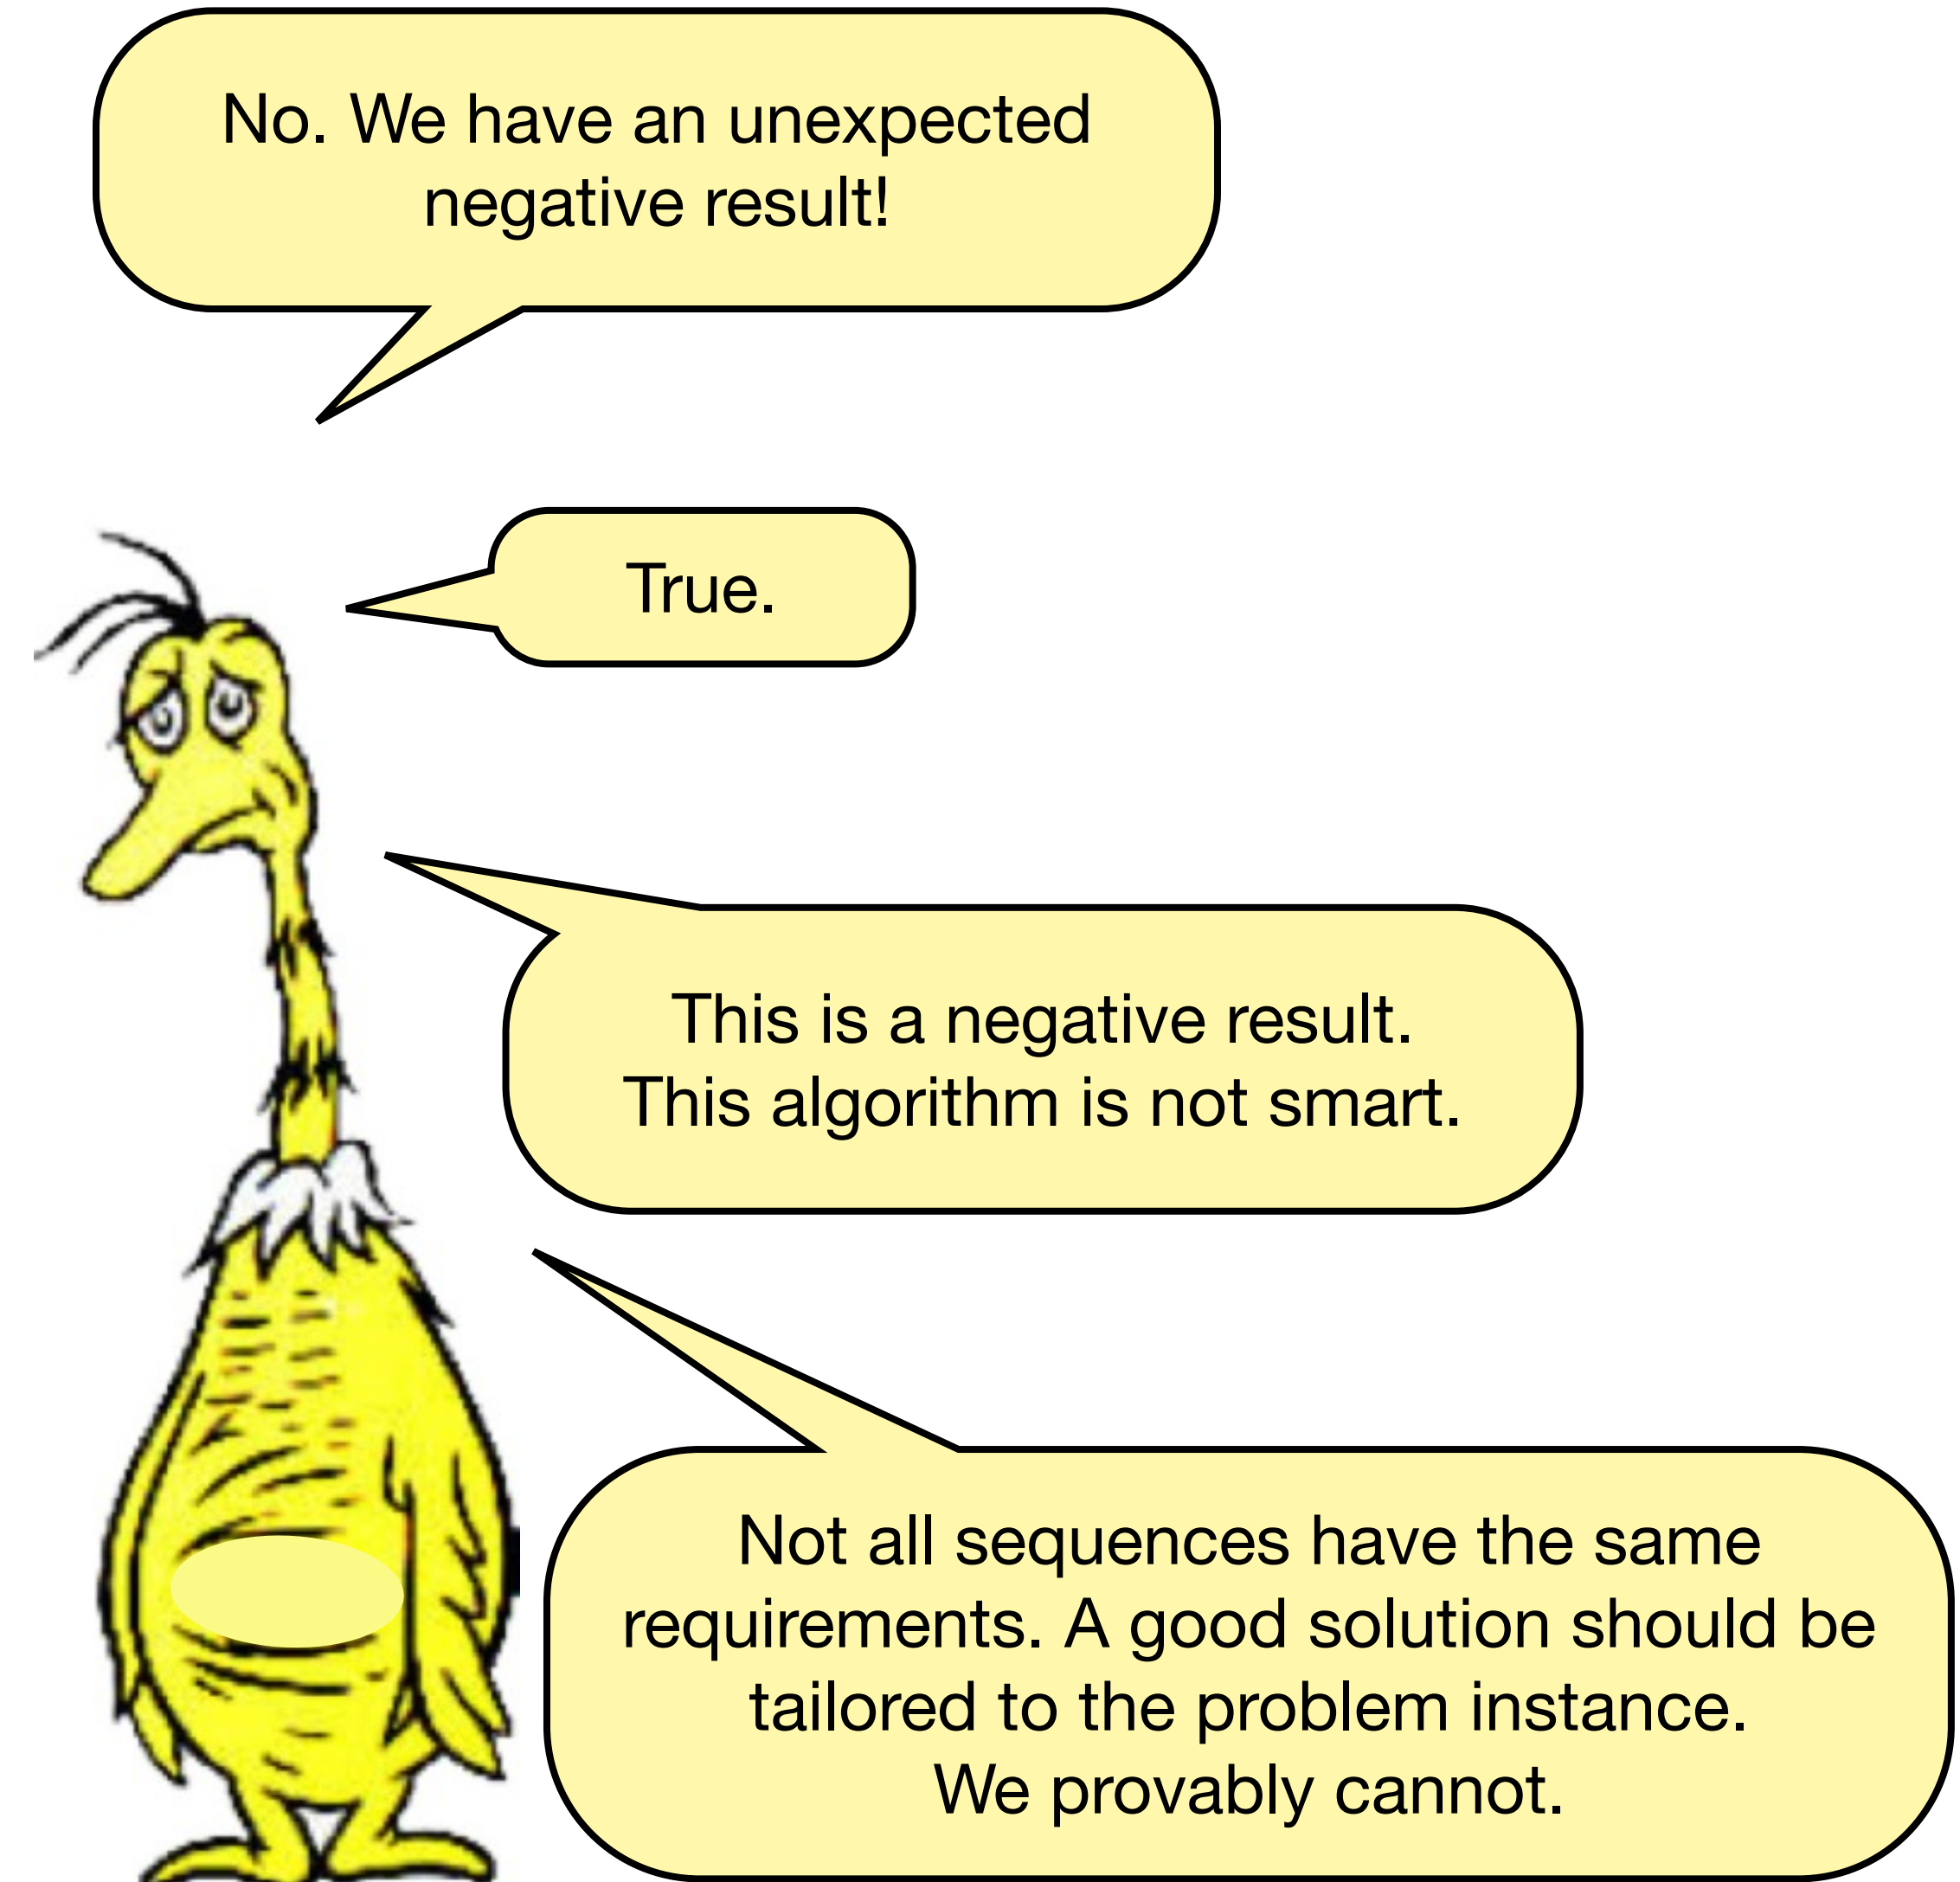 No. We have an unexpected
negative result!
True.
This is a negative result.
This algorithm is not smart.
Not all sequences have the same
requirements. A good solution should be
tailored to the problem instance.
We provably cannot.